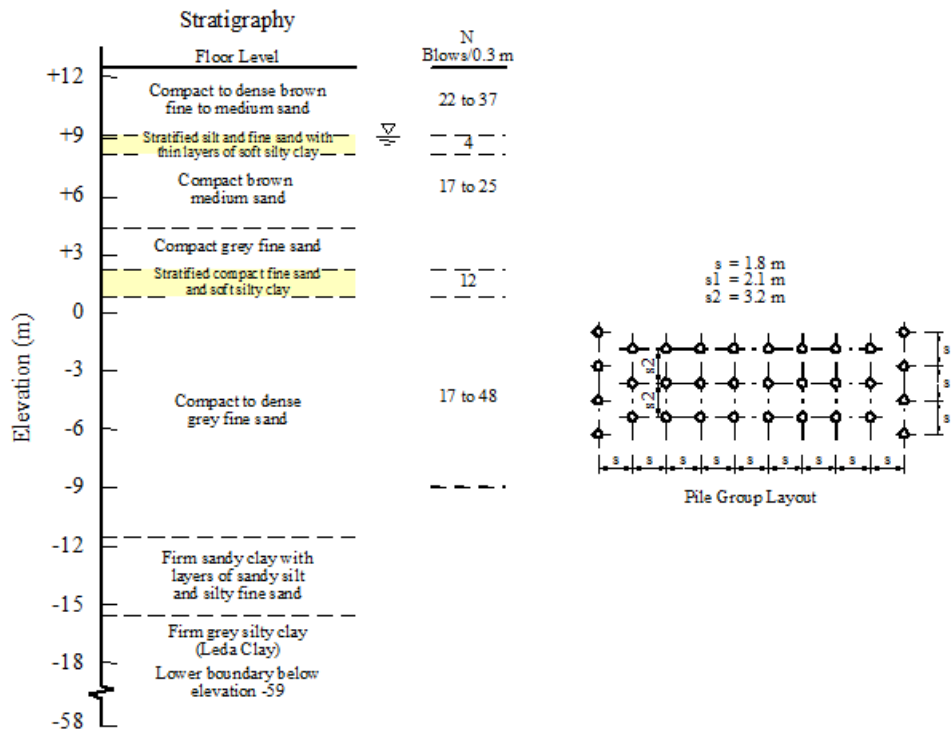 Stratigraphy
N
Blows/0.3 m
Floor Level
+12
Compact to dense brown
fine to medium sand
22 to 37
+9
Stratified silt and fine sand with
thin layers of soft silty clay
4
Compact brown
medium sand
17 to 25
+6
Compact grey fine sand
+3
Stratified compact fine sand
and soft silty clay
12
0
-3
Compact to dense
grey fine sand
17 to 48
-6
-9
-12
Firm sandy clay with
layers of sandy silt
and silty fine sand
-15
Firm grey silty clay
(Leda Clay)
-18
Lower boundary below
elevation -59
-58
Elevation (m)
s = 1.8 m
s1 = 2.1 m
s2 = 3.2 m
s2
s2
s
s
s
s s s s s s s s s
Pile Group Layout